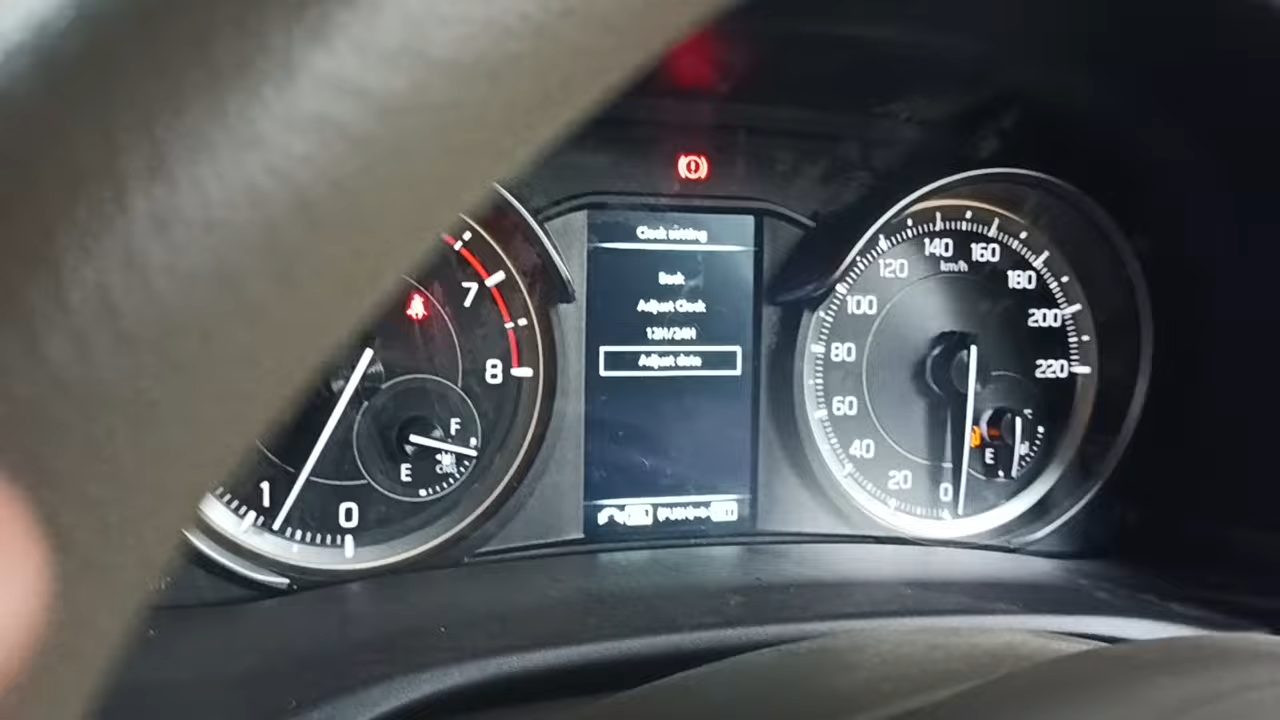 Clock setting
Back
Adjust Clock
12H/24H
Adjust date
7
8
F
E
CNG
1
0
140
160
km/h
120
180
100
200
80
220
60
40
E
20
0